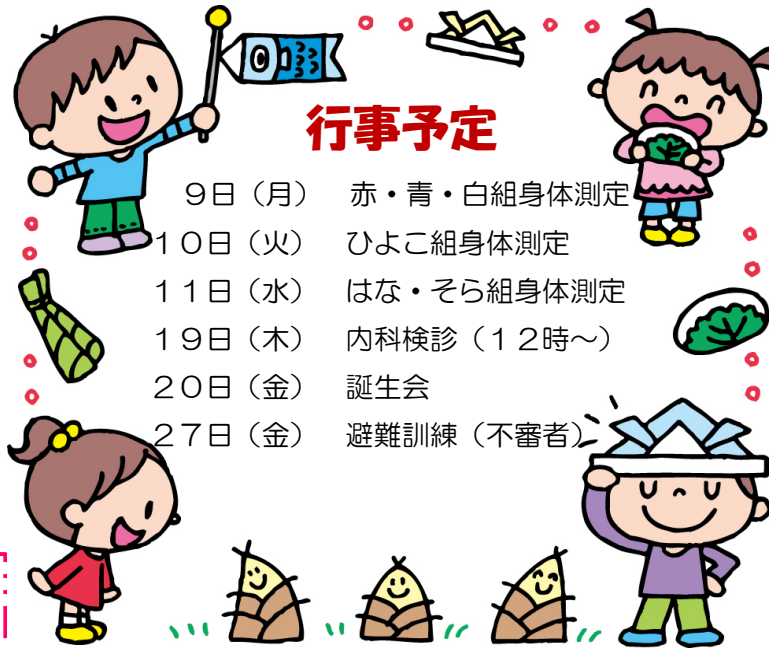 行事予定
9日（月）　赤・青・白組身体測定
10日（火）　ひよこ組身体測定
11日（水）　はな・そら組身体測定
19日（木）　内科検診（12時～）
20日（金）　誕生会
27日（金）　避難訓練（不審者）